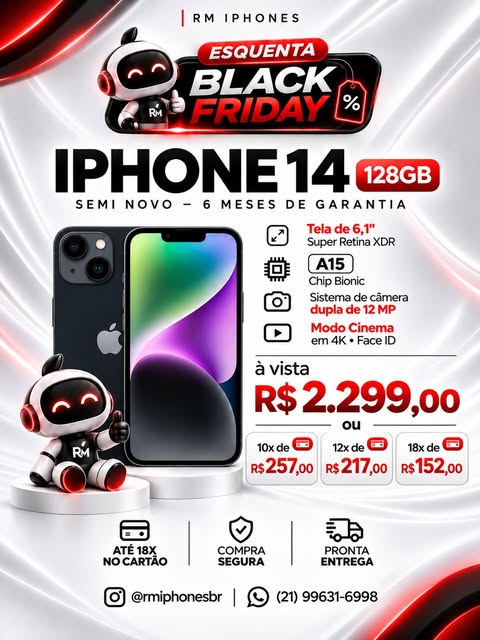 RM IPHONES
ESQUENTA
BLACK
FRIDAY
%
RM
IPHONE 14 128GB
SEMI NOVO – 6 MESES DE GARANTIA
Tela de 6,1"
Super Retina XDR
A15
Chip Bionic
Sistema de câmera
dupla de 12 MP
Modo Cinema
em 4K • Face ID
à vista
R$ 2.299,00
ou
10x de
R$ 257,00
12x de
R$ 217,00
18x de
R$ 152,00
RM
ATÉ 18X
NO CARTÃO
COMPRA
SEGURA
PRONTA
ENTREGA
@rmiphonesbr | (21) 99631-6998